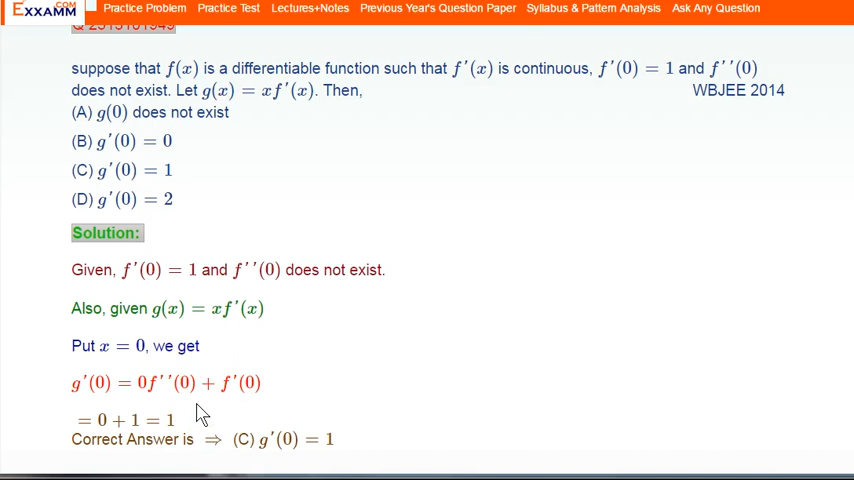 EXXAMM .COM Practice Problem Practice Test Lectures+Notes Previous Year's Question Paper Syllabus & Pattern Analysis Ask Any Question
Q 2513101949
suppose that f(x) is a differentiable function such that f'(x) is continuous, f'(0) = 1 and f''(0)
does not exist. Let g(x) = xf'(x). Then, WBJEE 2014
(A) g(0) does not exist
(B) g'(0) = 0
(C) g'(0) = 1
(D) g'(0) = 2
Solution:
Given, f'(0) = 1 and f''(0) does not exist.
Also, given g(x) = xf'(x)
Put x = 0, we get
g'(0) = 0f''(0) + f'(0)
= 0 + 1 = 1
Correct Answer is ⇒ (C) g'(0) = 1